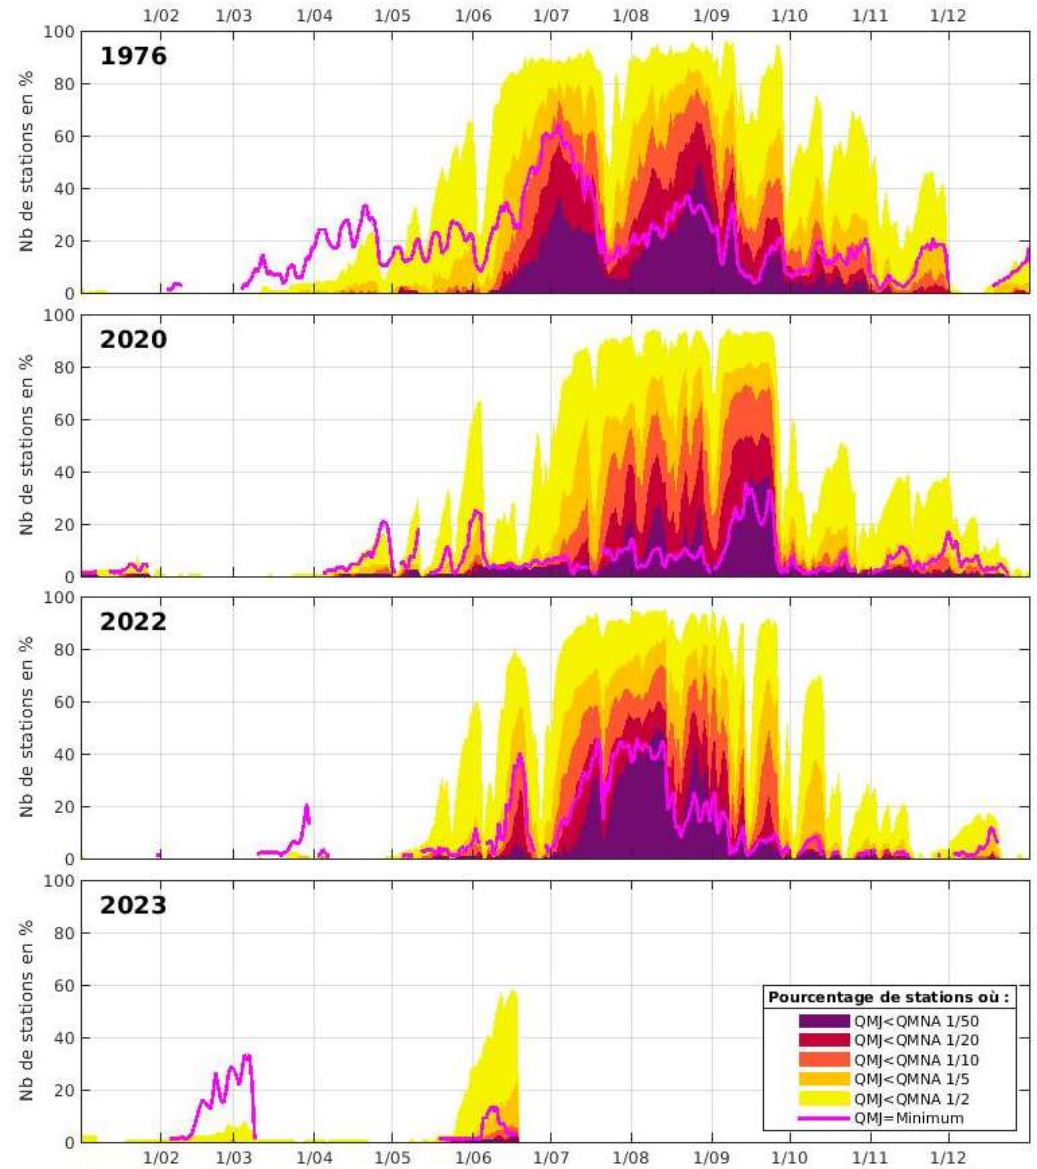 1/02 1/03 1/04 1/05 1/06 1/07 1/08 1/09 1/10 1/11 1/12
1976
Nb de stations en %
100
80
60
40
20
0
2020
Nb de stations en %
100
80
60
40
20
0
2022
Nb de stations en %
100
80
60
40
20
0
2023
Nb de stations en %
100
80
60
40
20
0
Pourcentage de stations où :
QMJ<QMNA 1/50
QMJ<QMNA 1/20
QMJ<QMNA 1/10
QMJ<QMNA 1/5
QMJ<QMNA 1/2
QMJ=Minimum
1/02 1/03 1/04 1/05 1/06 1/07 1/08 1/09 1/10 1/11 1/12